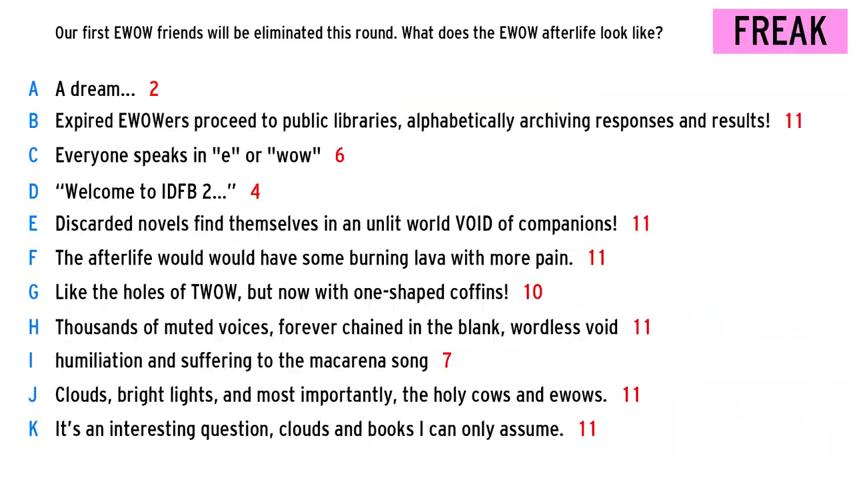 Our first EWOW friends will be eliminated this round. What does the EWOW afterlife look like?
FREAK
A A dream... 2
B Expired EWOWers proceed to public libraries, alphabetically archiving responses and results! 11
C Everyone speaks in "e" or "wow" 6
D “Welcome to IDFB 2...” 4
E Discarded novels find themselves in an unlit world VOID of companions! 11
F The afterlife would would have some burning lava with more pain. 11
G Like the holes of TWOW, but now with one-shaped coffins! 10
H Thousands of muted voices, forever chained in the blank, wordless void 11
I humiliation and suffering to the macarena song 7
J Clouds, bright lights, and most importantly, the holy cows and ewows. 11
K It's an interesting question, clouds and books I can only assume. 11